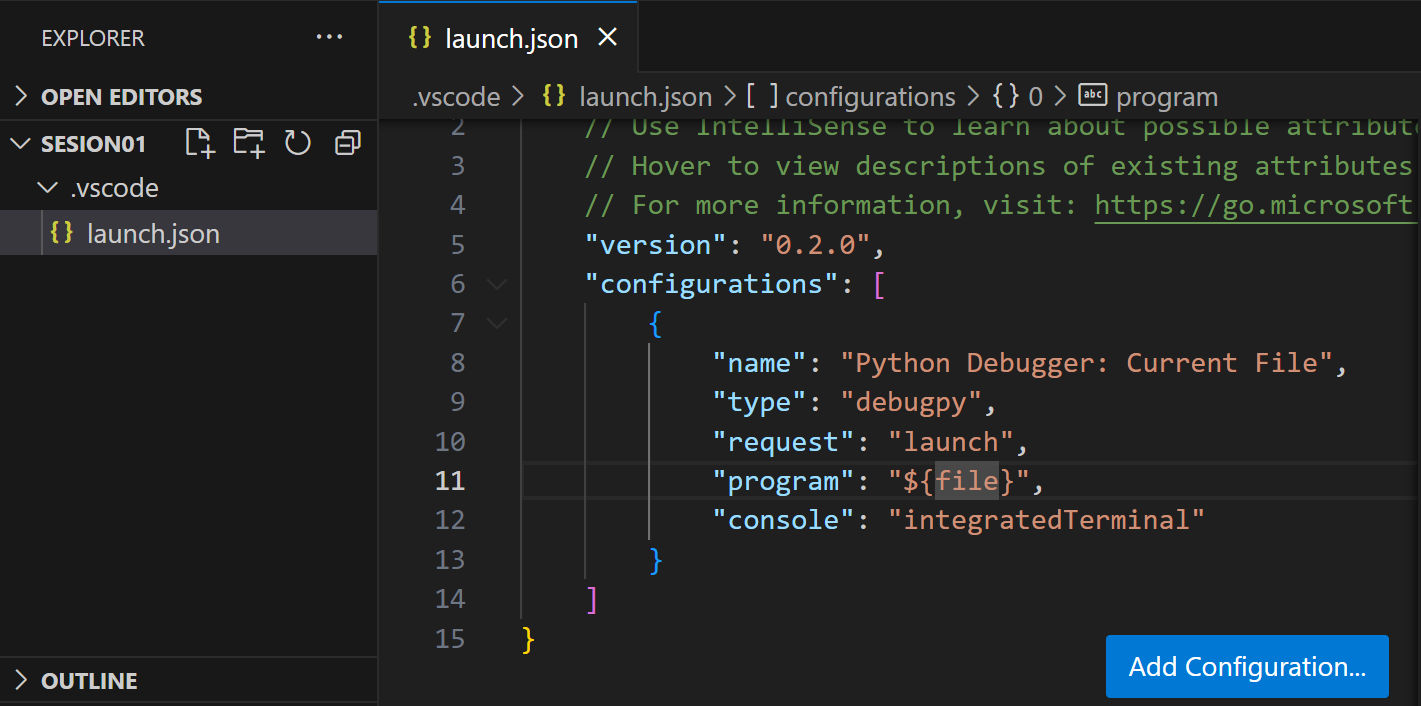 EXPLORER
···
OPEN EDITORS
SESION01
.vscode
{} launch.json
OUTLINE
{} launch.json ×
.vscode > {} launch.json > [ ] configurations > {} 0 > abc program
2 // Use IntelliSense to learn about possible
3 // Hover to view descriptions of existing attributes
4 // For more information, visit: https://go.microsoft
5 "version": "0.2.0",
6 "configurations": [
7 {
8 "name": "Python Debugger: Current File",
9 "type": "debugpy",
10 "request": "launch",
11 "program": "${file}",
12 "console": "integratedTerminal"
13 }
14 ]
15 }
Add Configuration...